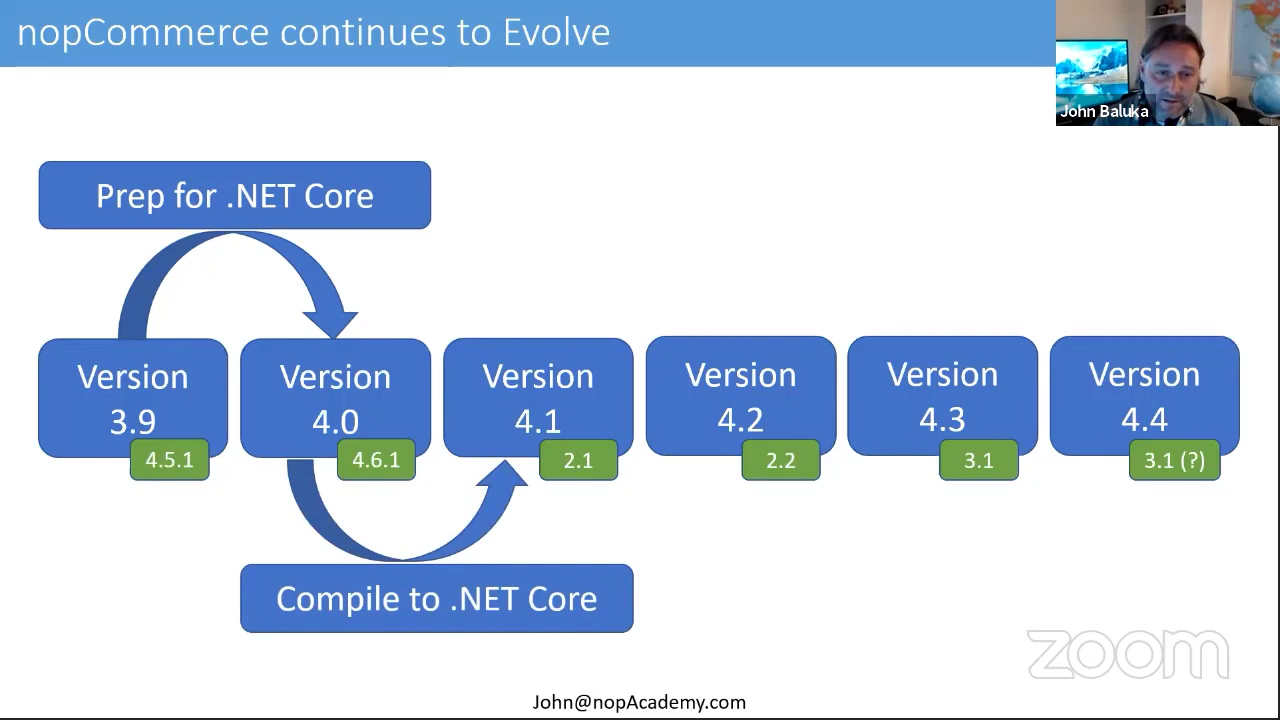 nopCommerce continues to Evolve
John Baluka
Prep for .NET Core
Version
3.9
4.5.1
Version
4.0
4.6.1
Version
4.1
2.1
Version
4.2
2.2
Version
4.3
3.1
Version
4.4
3.1 (?)
Compile to .NET Core
zoom
John@nopAcademy.com